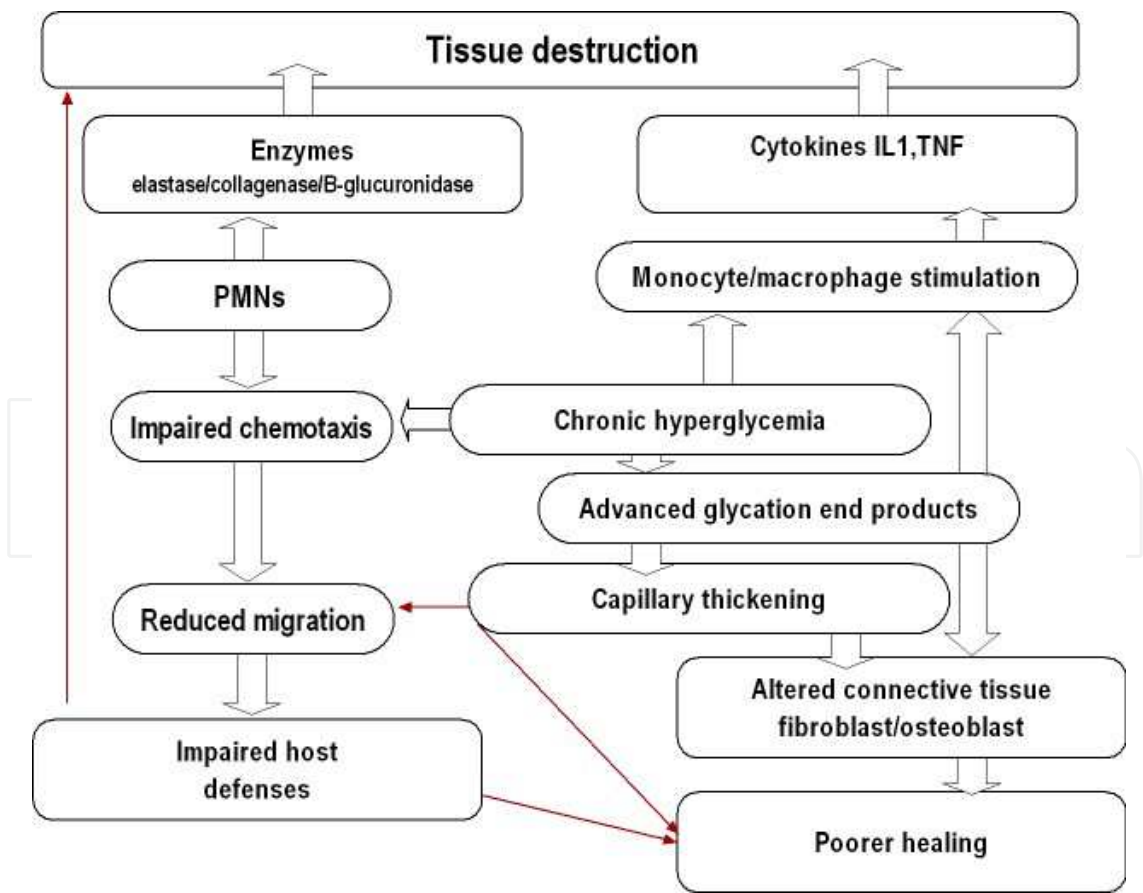 Tissue destruction
Enzymes
elastase/collagenase/B-glucuronidase
Cytokines IL1,TNF
PMNs
Monocyte/macrophage stimulation
Impaired chemotaxis
Chronic hyperglycemia
Advanced glycation end products
Capillary thickening
Reduced migration
Altered connective tissue
fibroblast/osteoblast
Impaired host
defenses
Poorer healing